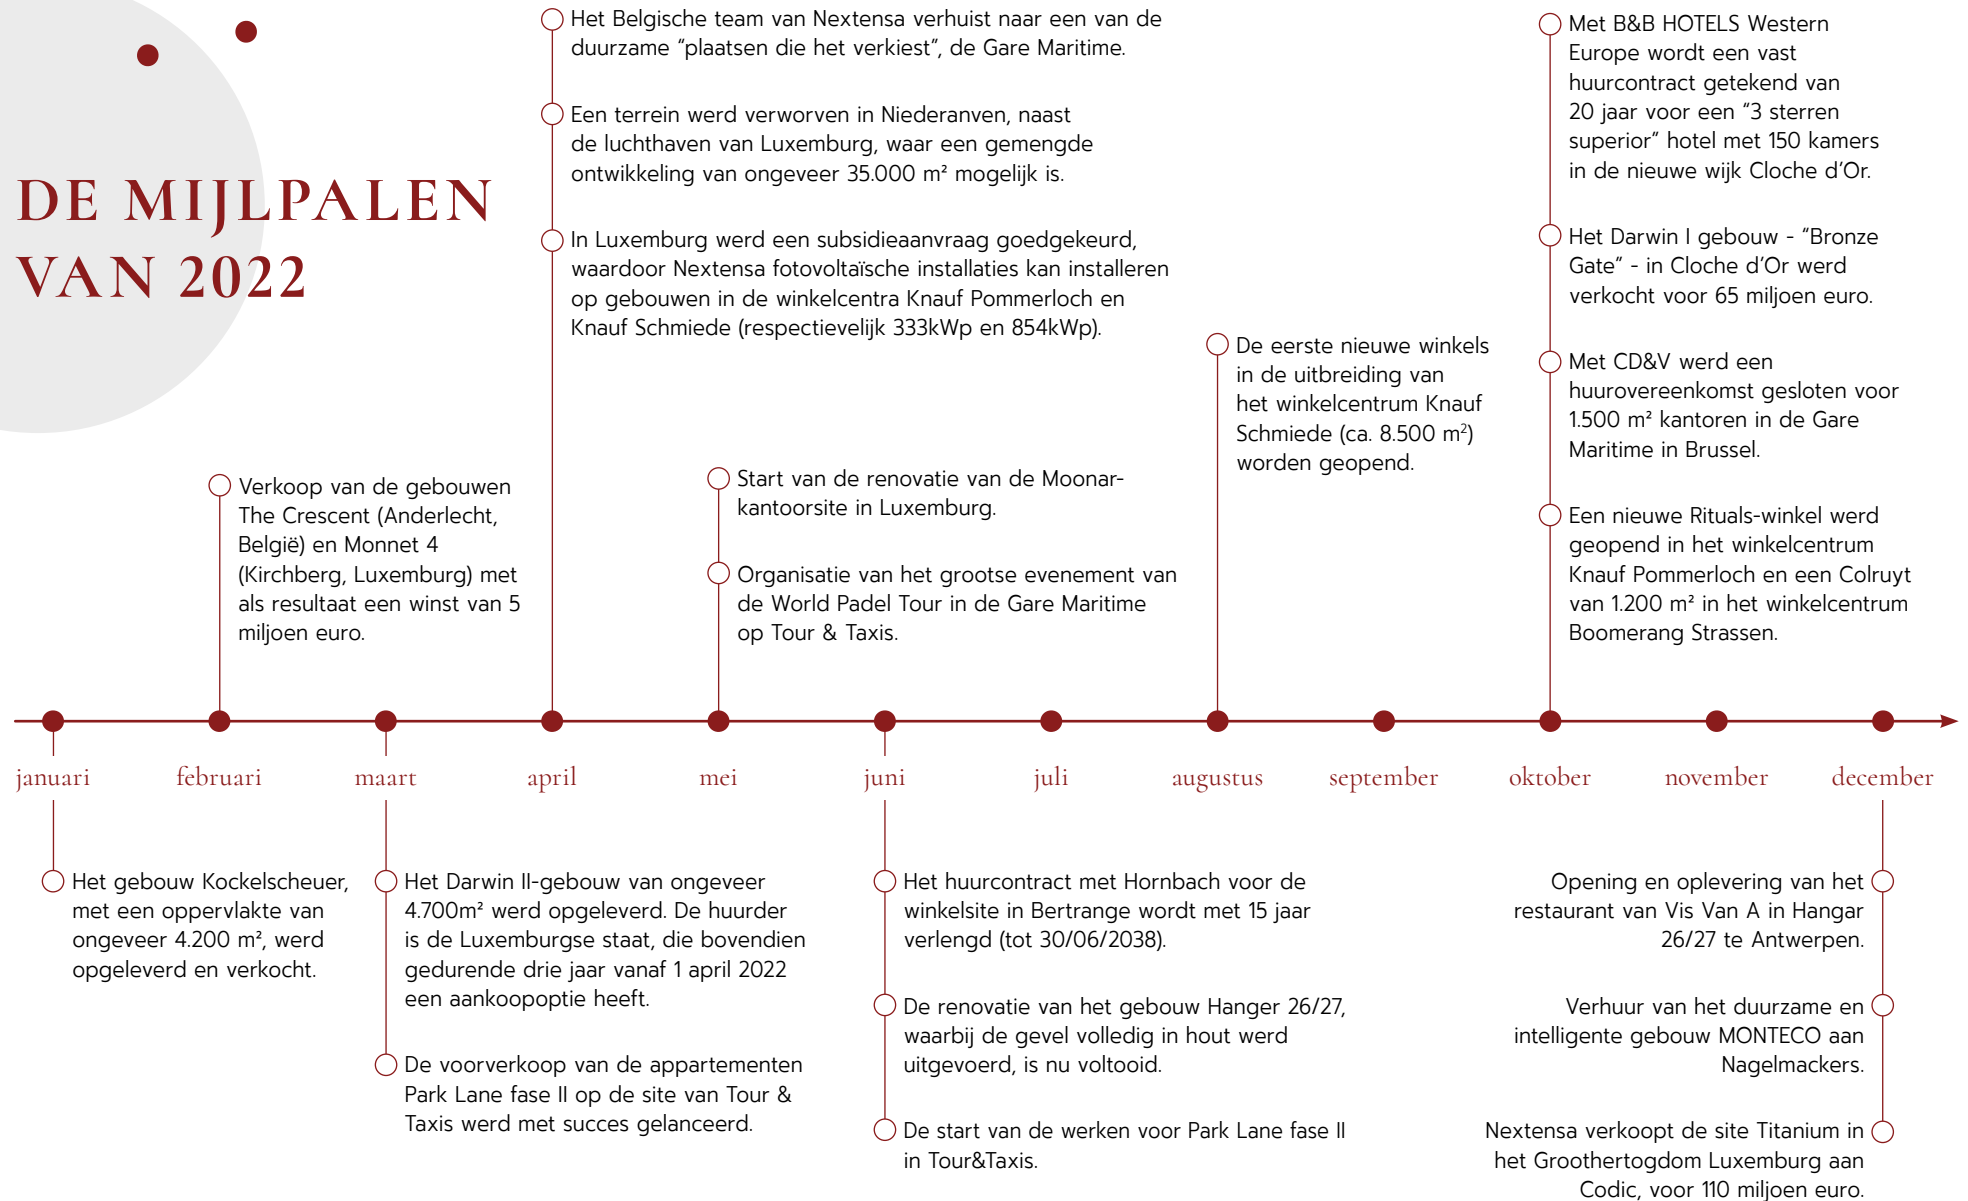 DE MIJLPALEN
VAN 2022
Het Belgische team van Nextensa verhuist naar een van de
duurzame “plaatsen die het verkiest”, de Gare Maritime.
Een terrein werd verworven in Niederanven, naast
de luchthaven van Luxemburg, waar een gemengde
ontwikkeling van ongeveer 35.000 m² mogelijk is.
In Luxemburg werd een subsidieaanvraag goedgekeurd,
waardoor Nextensa fotovoltaïsche installaties kan installeren
op gebouwen in de winkelcentra Knauf Pommerloch en
Knauf Schmiede (respectievelijk 333kWp en 854kWp).
Met B&B HOTELS Western
Europe wordt een vast
huurcontract getekend van
20 jaar voor een “3 sterren
superior” hotel met 150 kamers
in de nieuwe wijk Cloche d’Or.
Het Darwin I gebouw - “Bronze
Gate” - in Cloche d’Or werd
verkocht voor 65 miljoen euro.
Met CD&V werd een
huurovereenkomst gesloten voor
1.500 m² kantoren in de Gare
Maritime in Brussel.
Een nieuwe Rituals-winkel werd
geopend in het winkelcentrum
Knauf Pommerloch en een Colruyt
van 1.200 m² in het winkelcentrum
Boomerang Strassen.
De eerste nieuwe winkels
in de uitbreiding van
het winkelcentrum Knauf
Schmiede (ca. 8.500 m²)
worden geopend.
Verkoop van de gebouwen
The Crescent (Anderlecht,
België) en Monnet 4
(Kirchberg, Luxemburg) met
als resultaat een winst van 5
miljoen euro.
Start van de renovatie van de Moonar-
kantoorsite in Luxemburg.
Organisatie van het grootse evenement van
de World Padel Tour in de Gare Maritime
op Tour & Taxis.
januari februari maart april mei juni juli augustus september oktober november december
Het gebouw Kockelscheuer,
met een oppervlakte van
ongeveer 4.200 m², werd
opgeleverd en verkocht.
Het Darwin II-gebouw van ongeveer
4.700m² werd opgeleverd. De huurder
is de Luxemburgse staat, die bovendien
gedurende drie jaar vanaf 1 april 2022
een aankoopoptie heeft.
De voorverkoop van de appartementen
Park Lane fase II op de site van Tour &
Taxis werd met succes gelanceerd.
Het huurcontract met Hornbach voor de
winkelsite in Bertrange wordt met 15 jaar
verlengd (tot 30/06/2038).
De renovatie van het gebouw Hanger 26/27,
waarbij de gevel volledig in hout werd
uitgevoerd, is nu voltooid.
De start van de werken voor Park Lane fase II
in Tour&Taxis.
Opening en oplevering van het
restaurant van Vis Van A in Hangar
26/27 te Antwerpen.
Verhuur van het duurzame en
intelligente gebouw MONTECO aan
Nagelmackers.
Nextensa verkoopt de site Titanium in
het Groothertogdom Luxemburg aan
Codic, voor 110 miljoen euro.